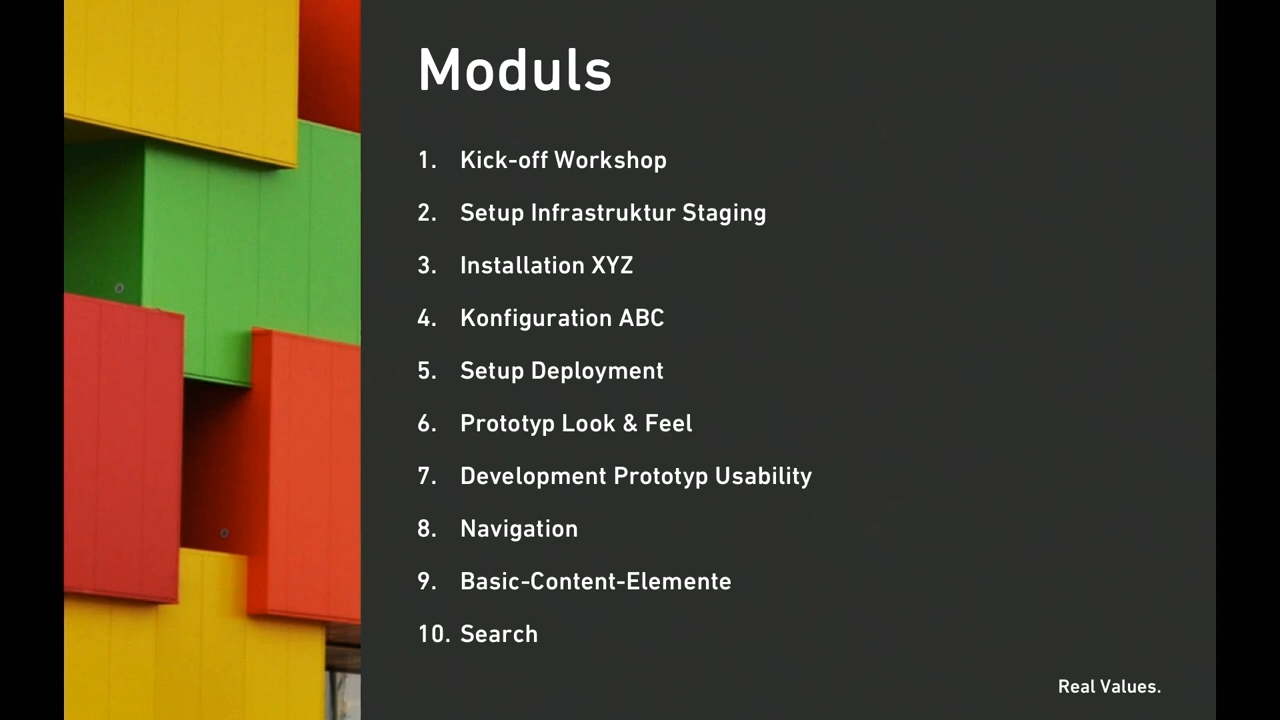 Moduls
1. Kick-off Workshop
2. Setup Infrastruktur Staging
3. Installation XYZ
4. Konfiguration ABC
5. Setup Deployment
6. Prototyp Look & Feel
7. Development Prototyp Usability
8. Navigation
9. Basic-Content-Elemente
10. Search
Real Values.